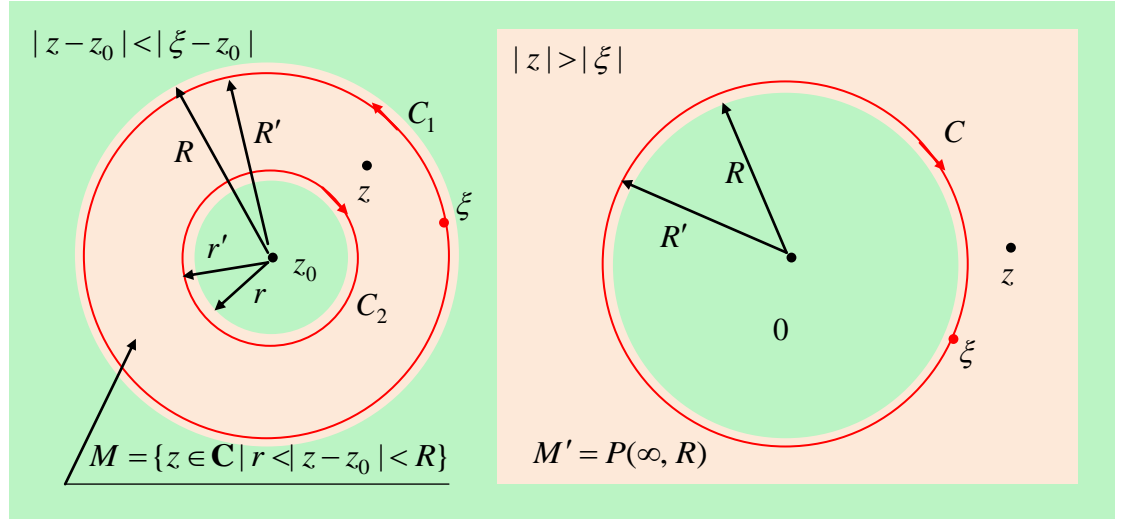 | z − z₀ | < | ξ − z₀ |
C₁
R
R′
z
ξ
r′
z₀
r
C₂
M = {z ∈ C | r < | z − z₀ | < R}
| z | > | ξ |
C
R
R′
z
0
ξ
M′ = P(∞, R)